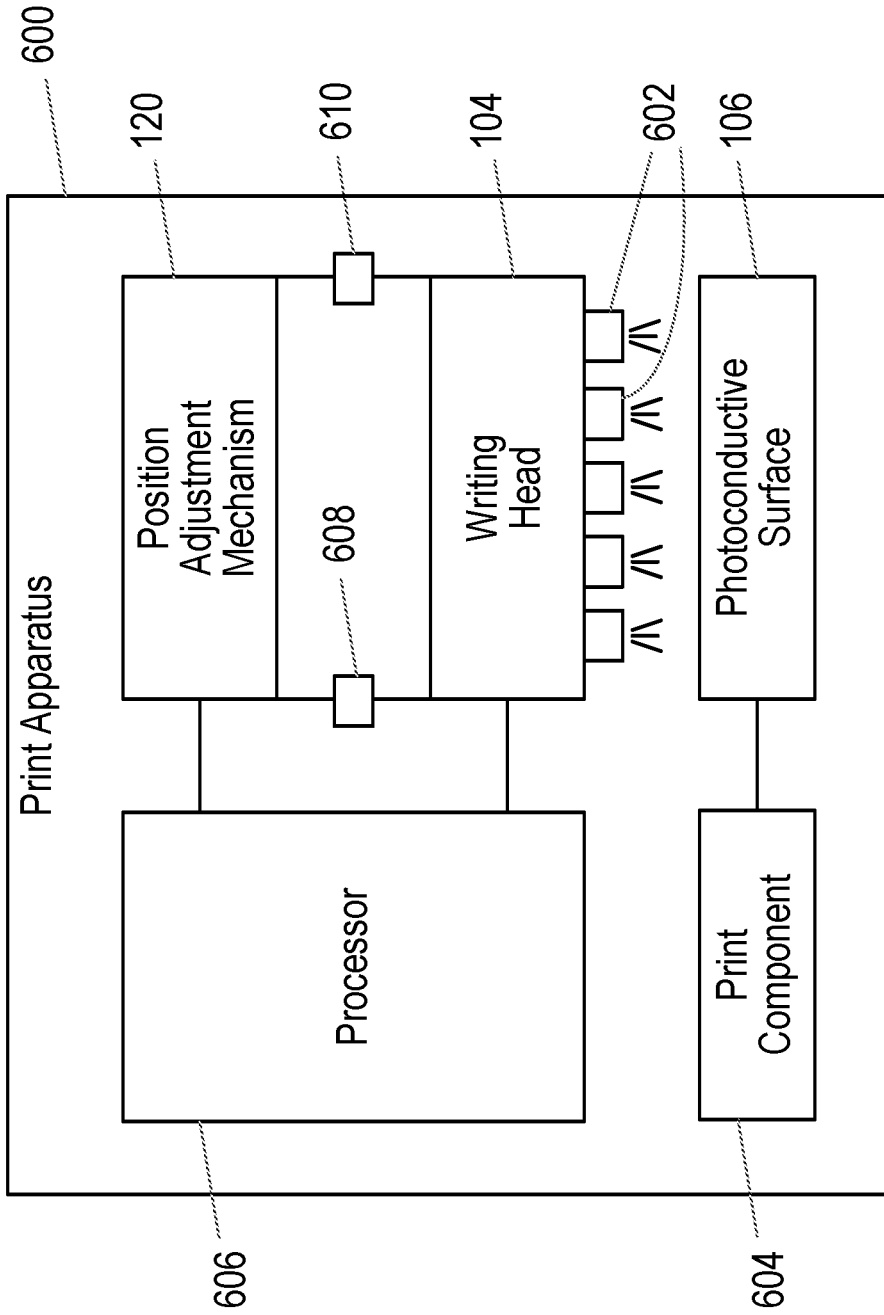 Print Apparatus
600
Position
Adjustment
Mechanism
120
610
608
Processor
606
Writing
Head
104
602
Print
Component
604
Photoconductive
Surface
106